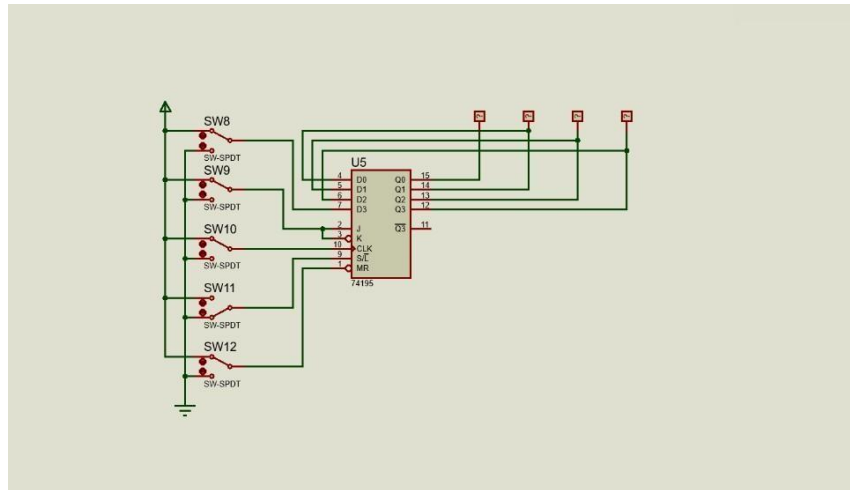 SW8
SW-SPDT
SW9
SW-SPDT
SW10
SW-SPDT
SW11
SW-SPDT
SW12
SW-SPDT
? ? ? ?
U5
4 D0 Q0 15
5 D1 Q1 14
6 D2 Q2 13
7 D3 Q3 12
2 J Q3 11
3 K
10 CLK
9 S/L
1 MR
74195